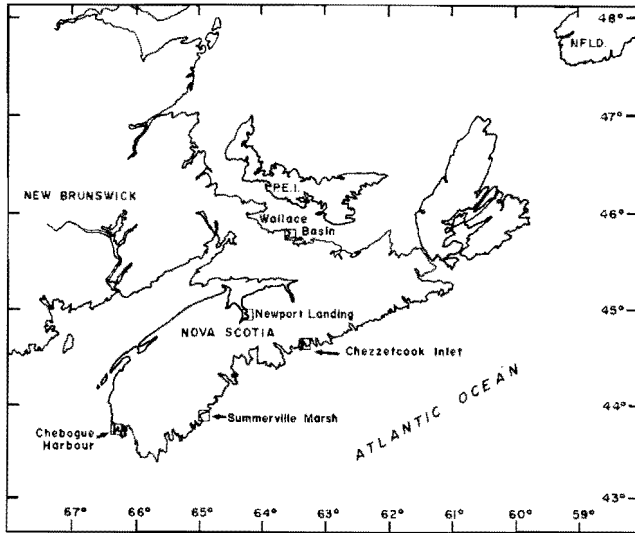 48°
NFLD.
47°
P.E.I.
NEW BRUNSWICK
Wallace
Basin
46°
45°
Newport Landing
NOVA SCOTIA
Chezzetcook Inlet
ATLANTIC OCEAN
44°
Summerville Marsh
Chebogue
Harbour
43°
67° 66° 65° 64° 63° 62° 61° 60° 59°